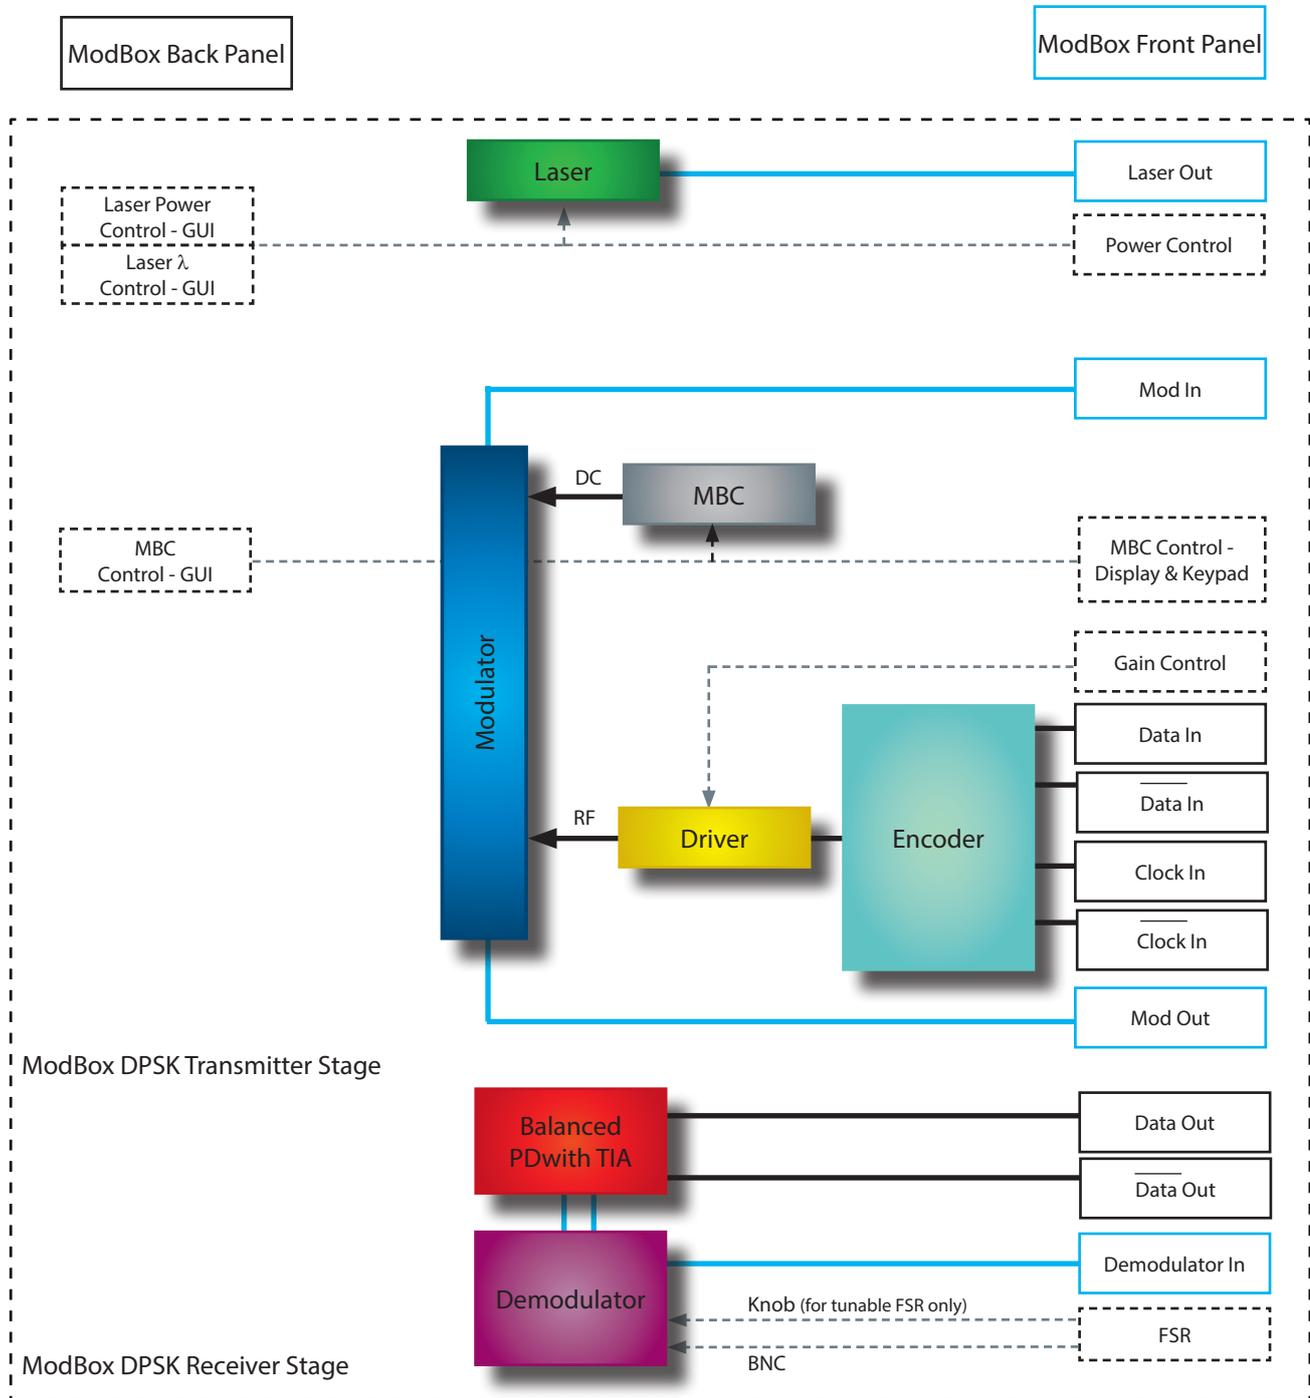 ModBox Back Panel
ModBox Front Panel
Laser
Laser Out
Laser Power
Control - GUI
Laser λ
Control - GUI
Power Control
Mod In
DC
MBC
MBC
Control - GUI
MBC Control -
Display & Keypad
Modulator
Gain Control
Data In
D̅a̅t̅a̅ In
RF
Driver
Encoder
Clock In
C̅l̅o̅c̅k̅ In
Mod Out
ModBox DPSK Transmitter Stage
Balanced
PDwith TIA
Data Out
D̅a̅t̅a̅ Out
Demodulator
Demodulator In
Knob (for tunable FSR only)
FSR
BNC
ModBox DPSK Receiver Stage